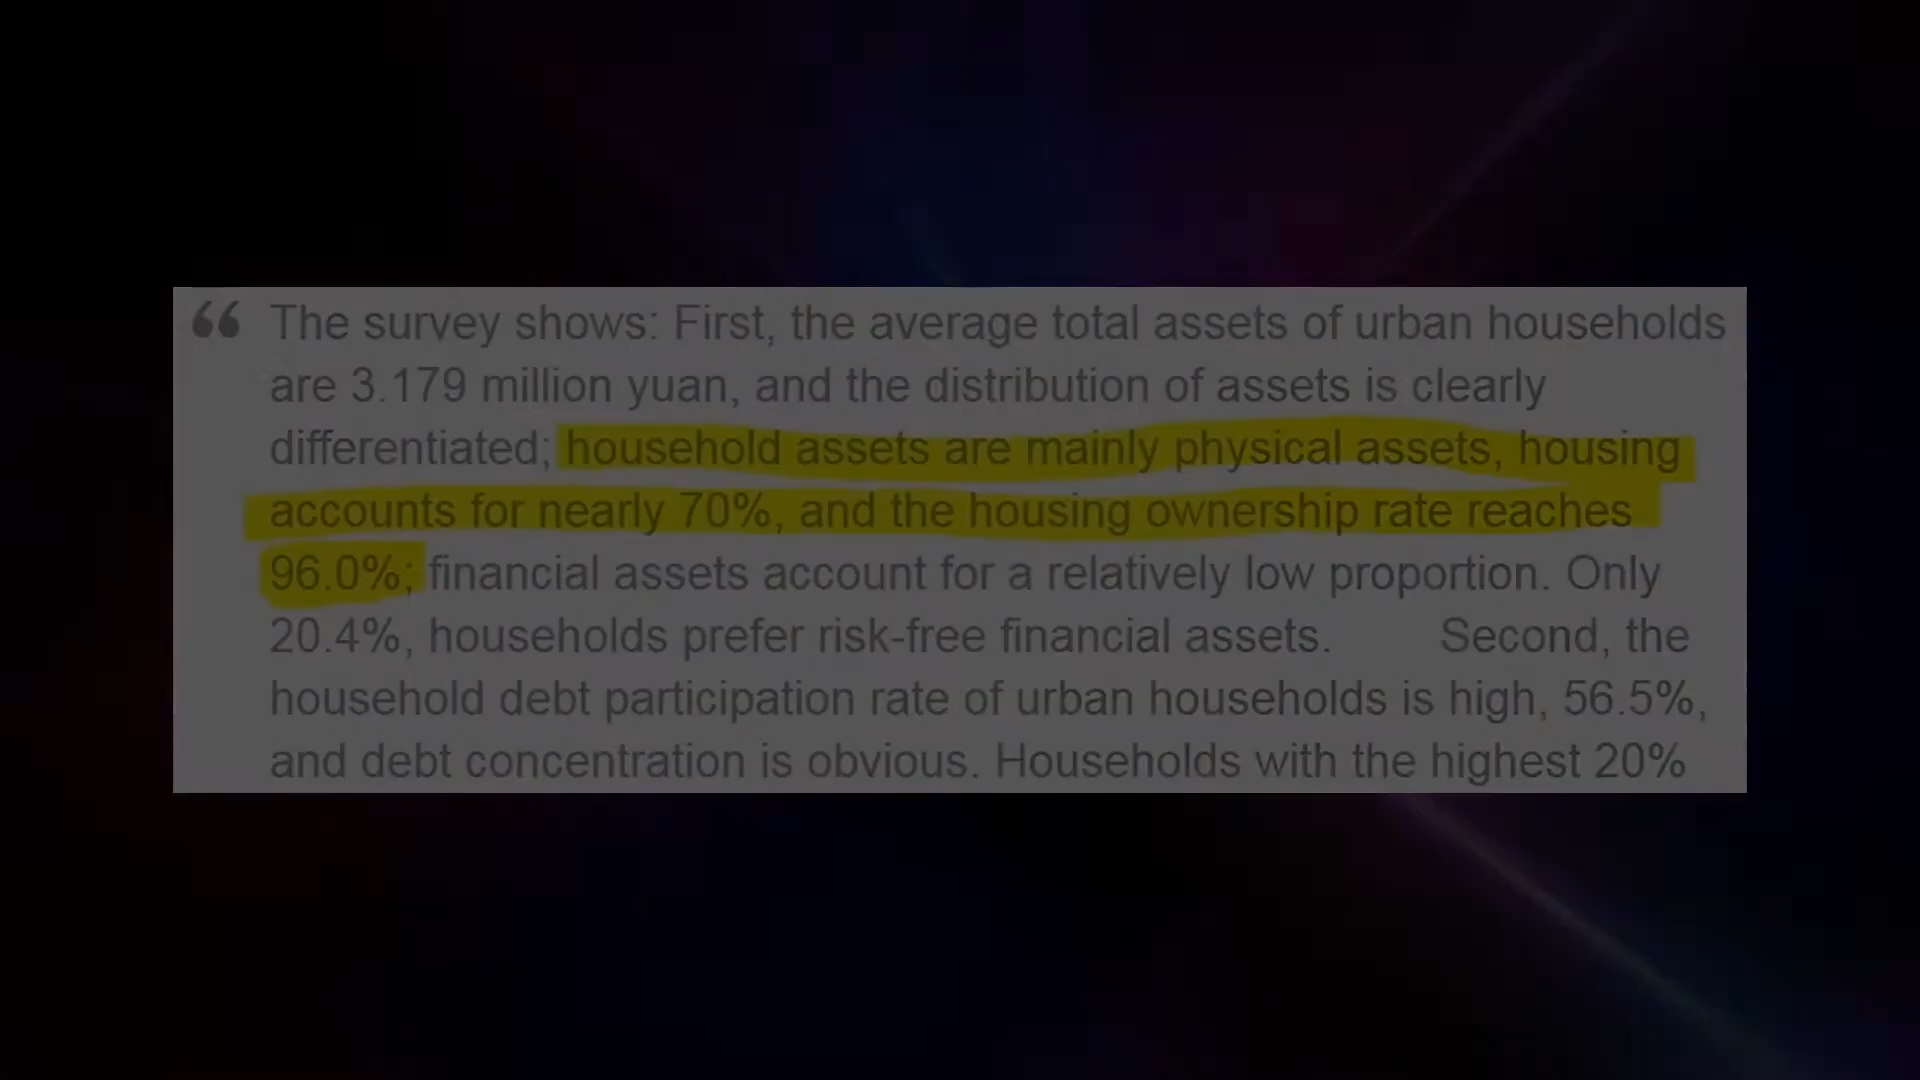 “ The survey shows: First, the average total assets of urban households
are 3.179 million yuan, and the distribution of assets is clearly
differentiated; household assets are mainly physical assets, housing
accounts for nearly 70%, and the housing ownership rate reaches
96.0%; financial assets account for a relatively low proportion. Only
20.4%, households prefer risk-free financial assets. Second, the
household debt participation rate of urban households is high, 56.5%,
and debt concentration is obvious. Households with the highest 20%